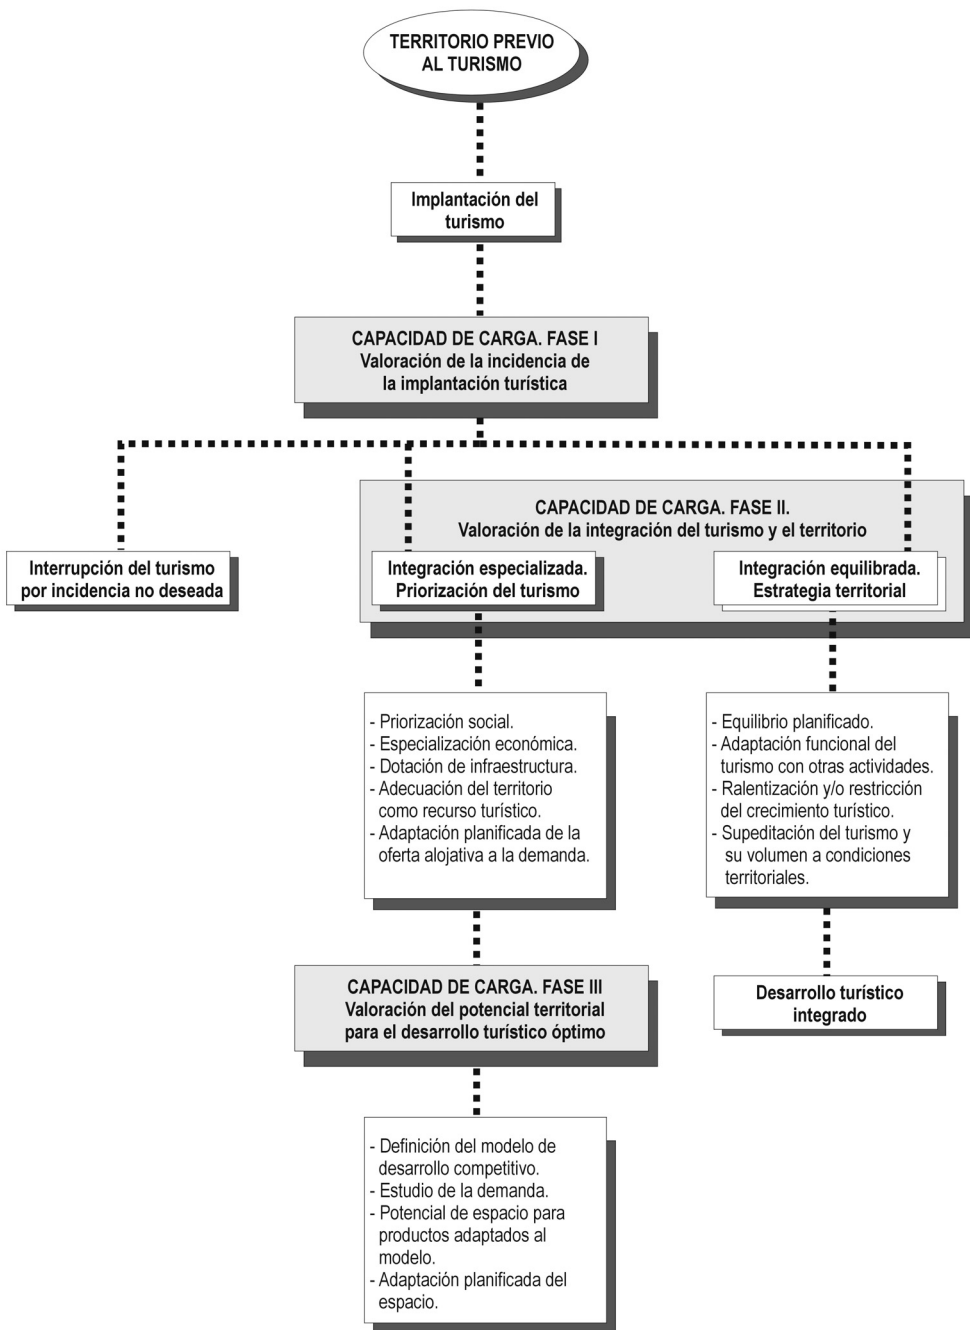 TERRITORIO PREVIO
AL TURISMO
Implantación del
turismo
CAPACIDAD DE CARGA. FASE I
Valoración de la incidencia de
la implantación turística
CAPACIDAD DE CARGA. FASE II.
Valoración de la integración del turismo y el territorio
Interrupción del turismo
por incidencia no deseada
Integración especializada.
Priorización del turismo
Integración equilibrada.
Estrategia territorial
- Priorización social.
- Especialización económica.
- Dotación de infraestructura.
- Adecuación del territorio
como recurso turístico.
- Adaptación planificada de la
oferta alojativa a la demanda.
- Equilibrio planificado.
- Adaptación funcional del
turismo con otras actividades.
- Ralentización y/o restricción
del crecimiento turístico.
- Supeditación del turismo y
su volumen a condiciones
territoriales.
CAPACIDAD DE CARGA. FASE III
Valoración del potencial territorial
para el desarrollo turístico óptimo
Desarrollo turístico
integrado
- Definición del modelo de
desarrollo competitivo.
- Estudio de la demanda.
- Potencial de espacio para
productos adaptados al
modelo.
- Adaptación planificada del
espacio.